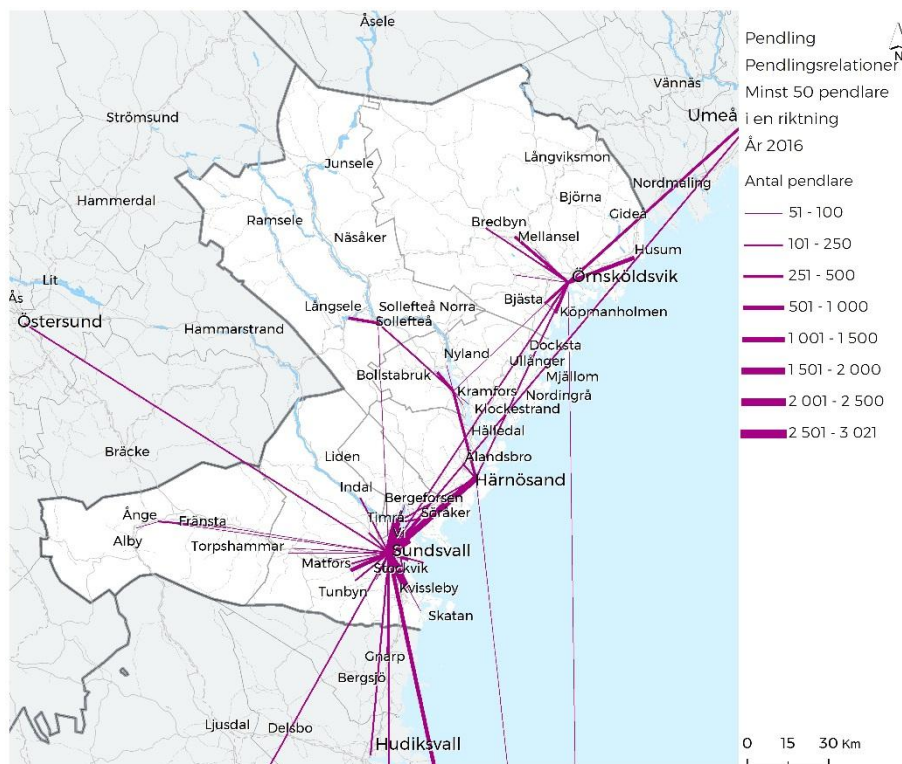 Åsele
Pendling
N
Pendlingsrelationer
Vännäs
Minst 50 pendlare
Strömsund
Umeå
i en riktning
År 2016
Långviksmon
Junsele
Nordmaling
Antal pendlare
Björna
Hammerdal
51 - 100
Gideå
Ramsele
Bredbyn
Näsåker
Mellansel
101 - 250
Husum
251 - 500
Lit
Örnsköldsvik
Ås
Långsele
Sollefteå Norra
Bjästa
501 - 1 000
Östersund
Sollefteå
Köpmanholmen
Hammarstrand
1 001 - 1 500
Nyland
Docksta
Ullånger
Bollstabruk
Mjällom
1 501 - 2 000
Kramfors
Nordingrå
Klockestrand
2 001 - 2 500
Hälledal
2 501 - 3 021
Bräcke
Liden
Älandsbro
Härnösand
Indal
Bergeforsen
Ånge
Fränsta
Timrå
Söråker
Alby
Torpshammar
Sundsvall
Matfors
Stockvik
Tunbyn
Kvissleby
Skatan
Gnarp
Bergsjö
Ljusdal
Delsbo
Hudiksvall
0 15 30 Km